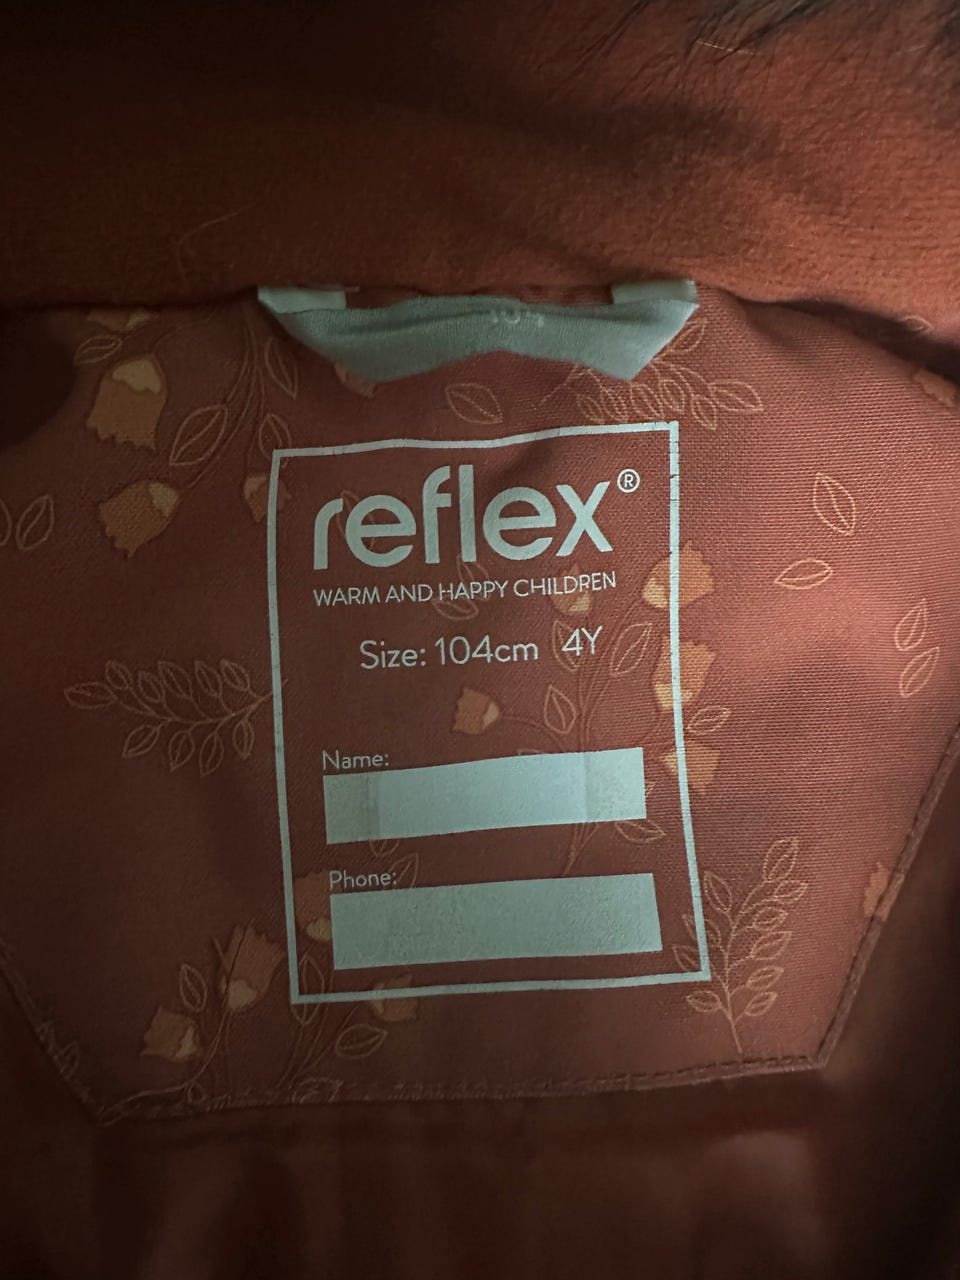 reflex®
WARM AND HAPPY CHILDREN
Size: 104cm 4Y
Name:
Phone: